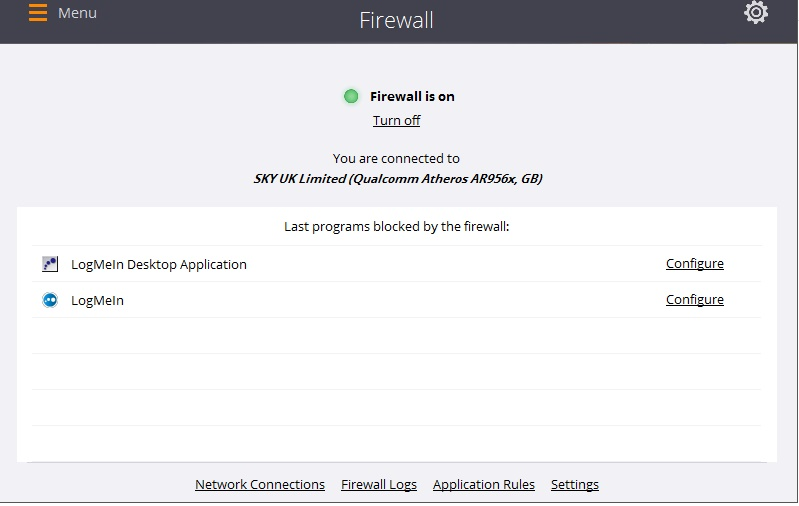 Menu
Firewall
Firewall is on
Turn off
You are connected to
SKY UK Limited (Qualcomm Atheros AR956x, GB)
Last programs blocked by the firewall:
LogMeIn Desktop Application Configure
LogMeIn Configure
Network Connections Firewall Logs Application Rules Settings